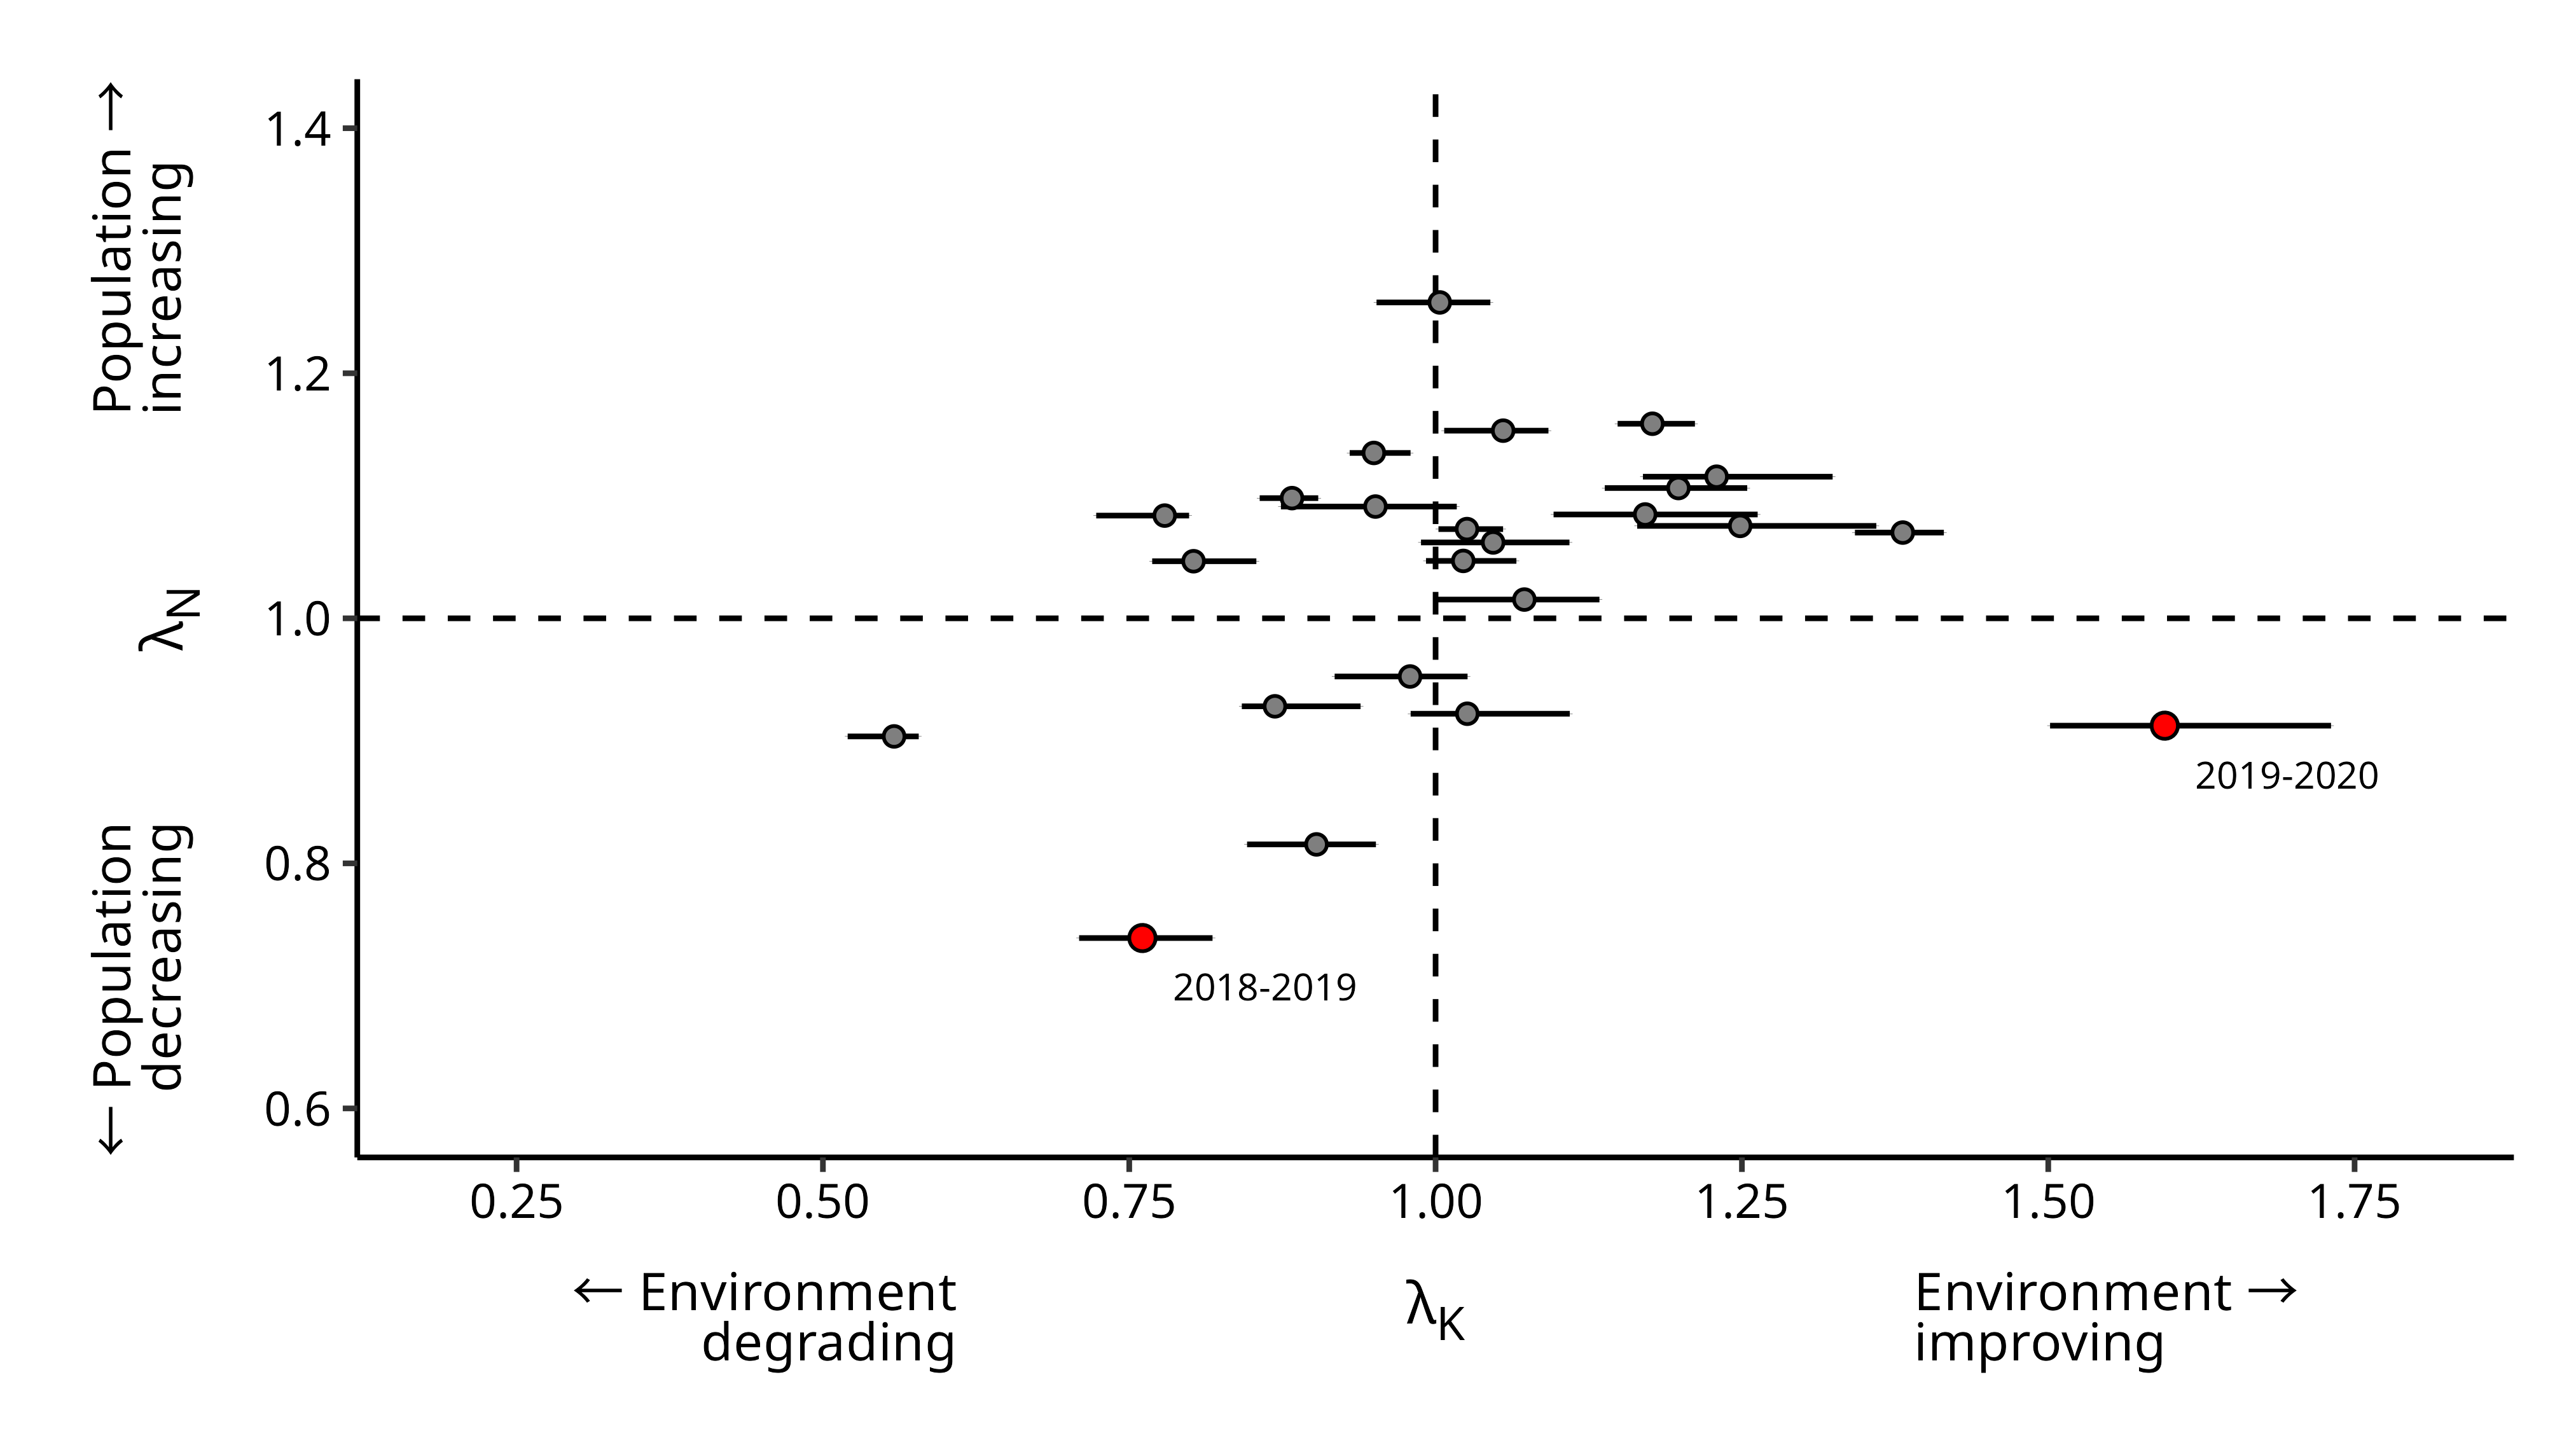 Population →
increasing
λN
← Population
decreasing
1.4
1.2
1.0
0.8
0.6
2019-2020
2018-2019
0.25 0.50 0.75 1.00 1.25 1.50 1.75
← Environment
degrading
λK
Environment →
improving